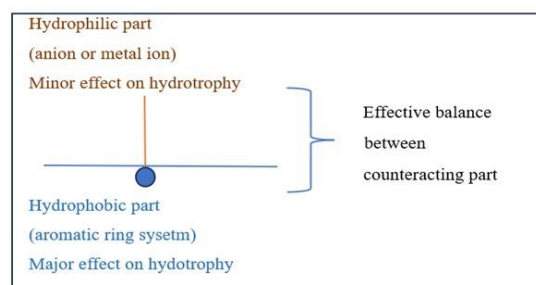 Hydrophilic part
(anion or metal ion)
Minor effect on hydrotrophy
Effective balance
between
counteracting part
Hydrophobic part
(aromatic ring sysetm)
Major effect on hydotrophy